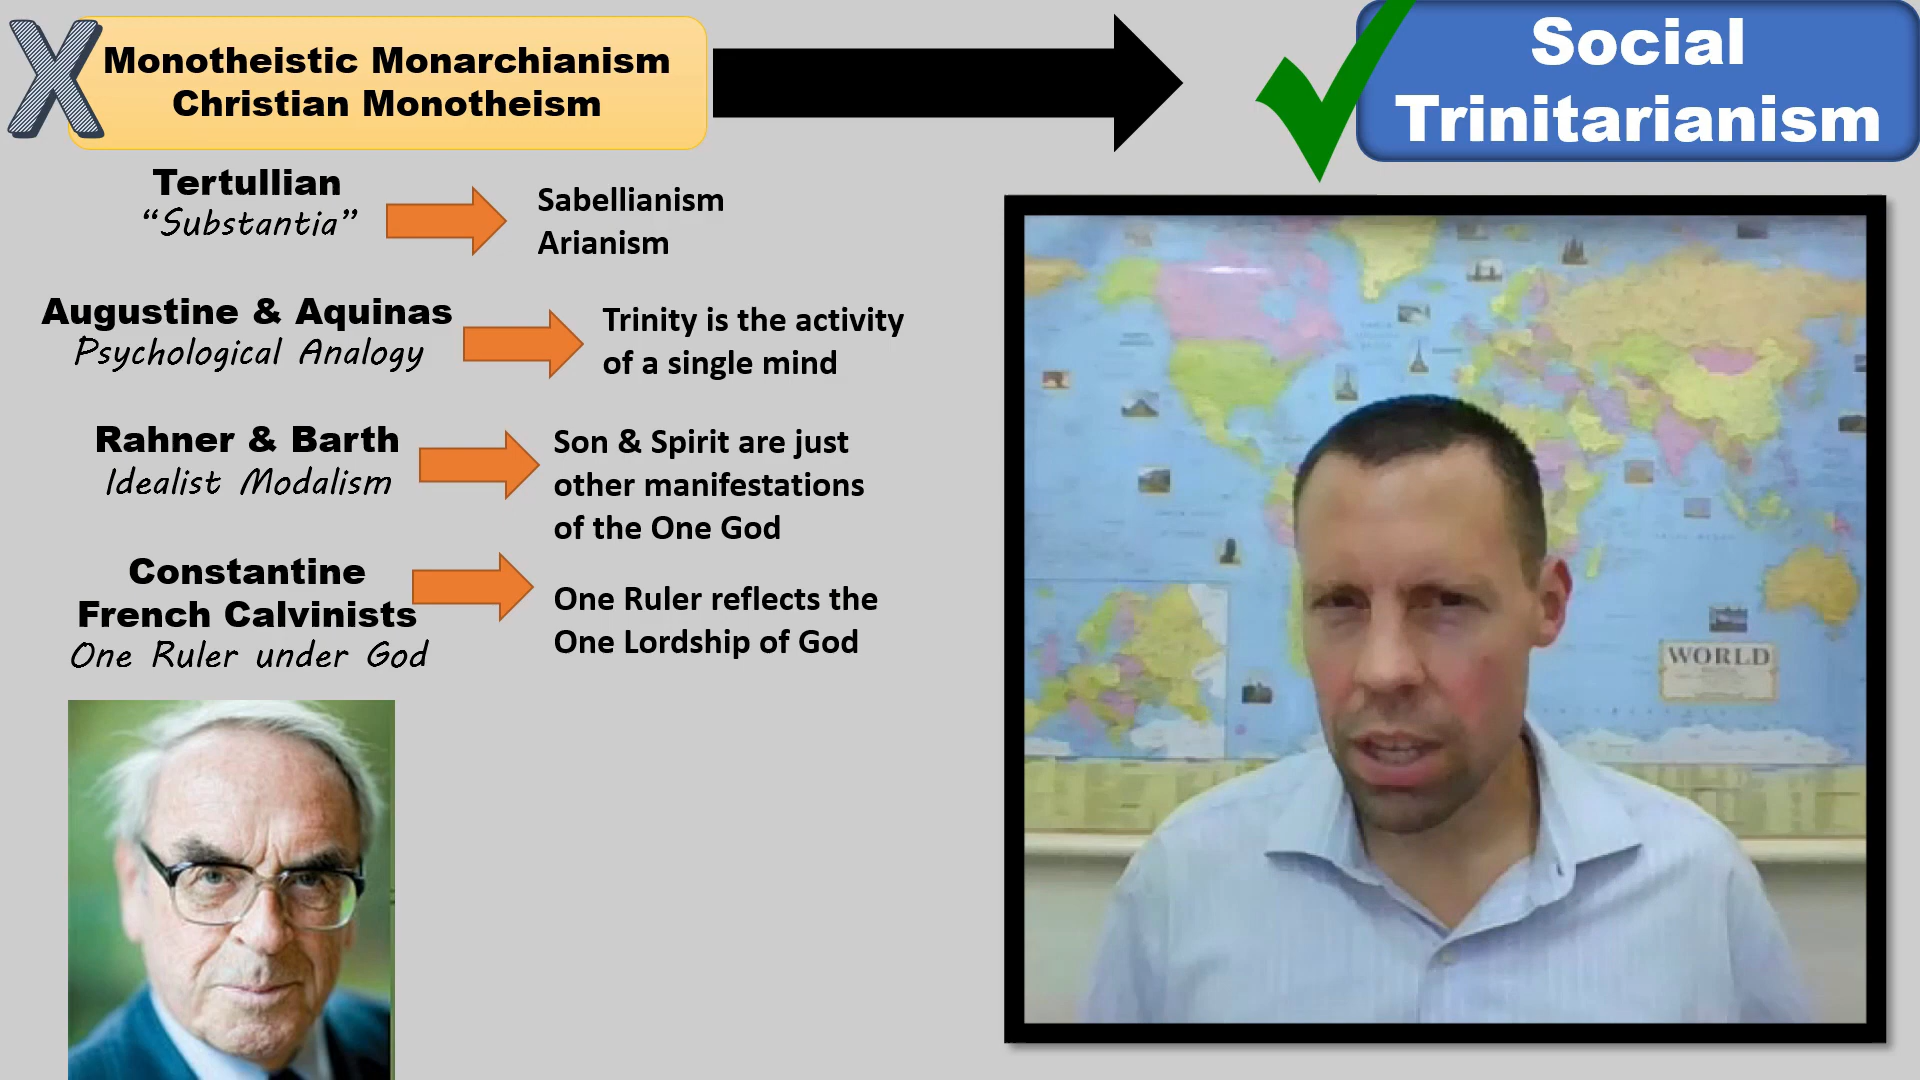 X
Monotheistic Monarchianism
Christian Monotheism
Social
Trinitarianism
Tertullian
“Substantia”
Sabellianism
Arianism
Augustine & Aquinas
Psychological Analogy
Trinity is the activity
of a single mind
Rahner & Barth
Idealist Modalism
Son & Spirit are just
other manifestations
of the One God
Constantine
French Calvinists
One Ruler under God
One Ruler reflects the
One Lordship of God
WORLD